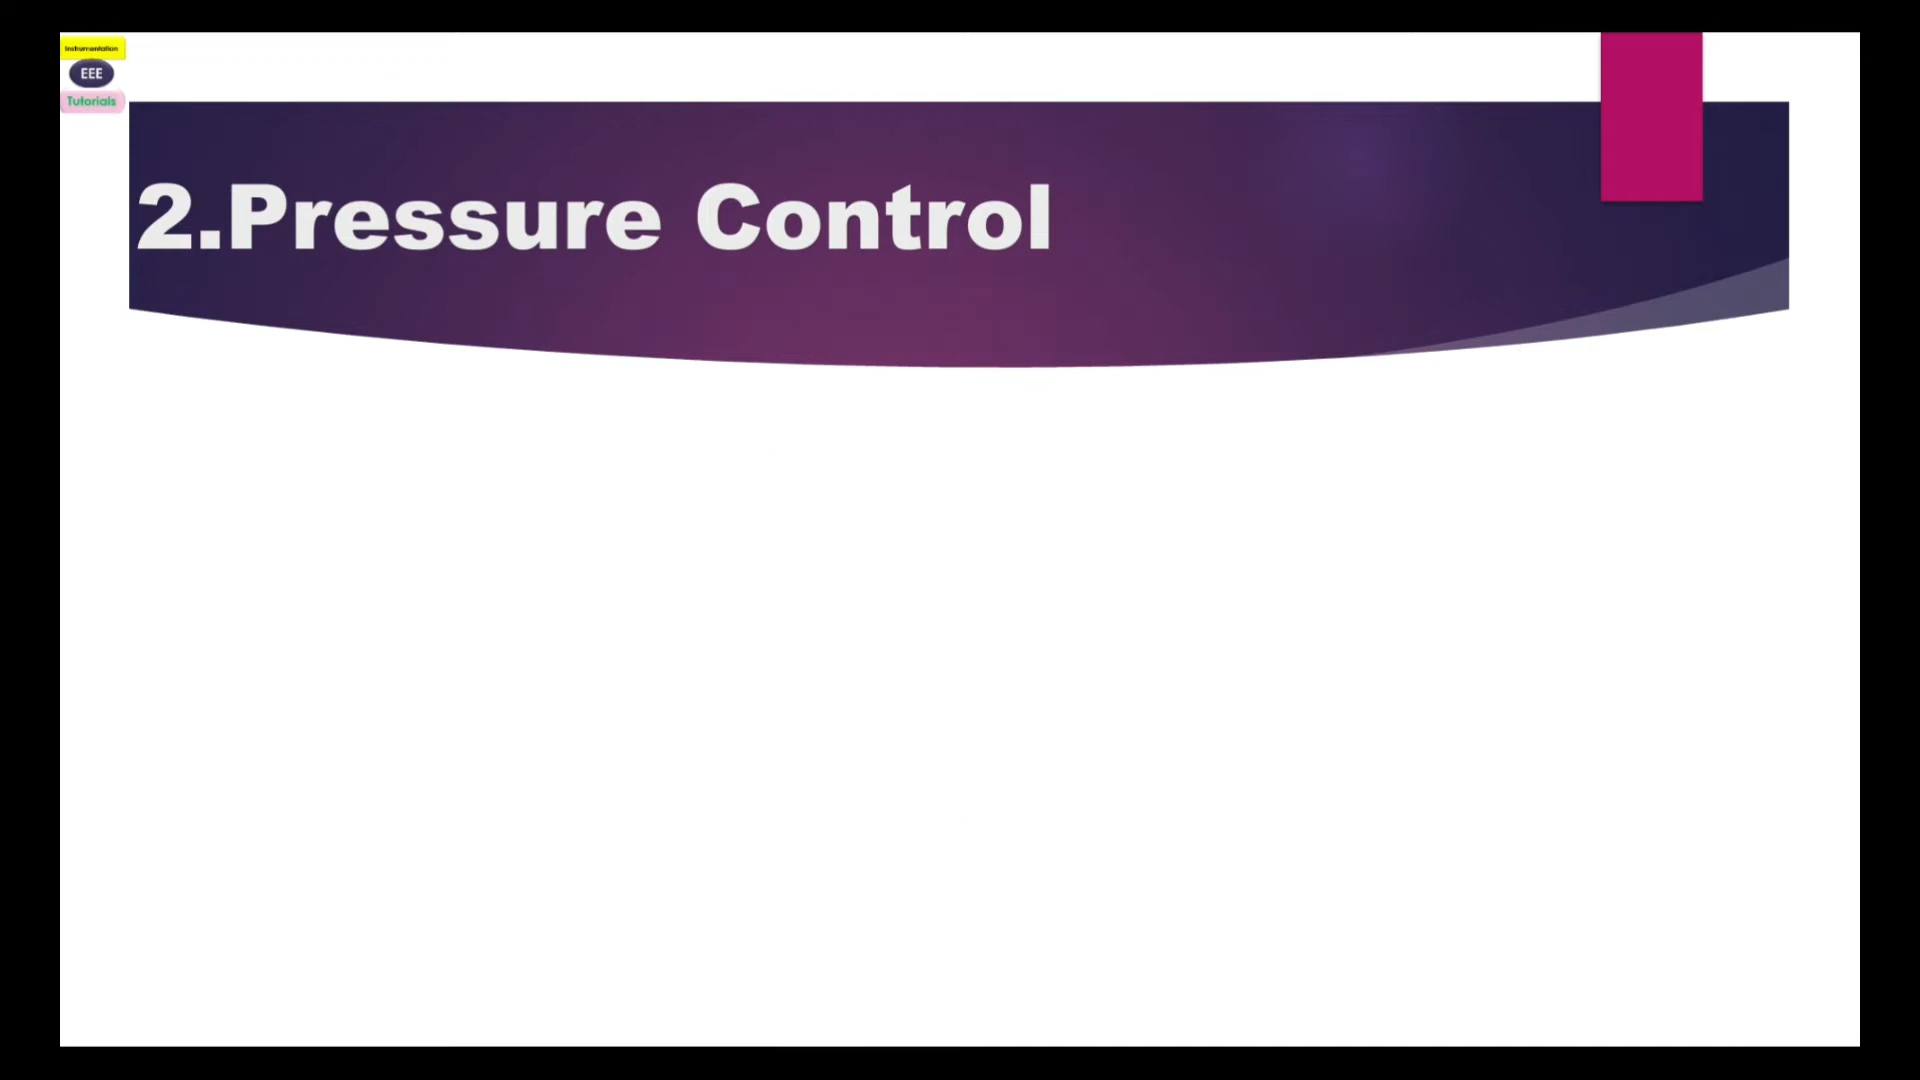 Instrumentation
EEE
Tutorials
2.Pressure Control